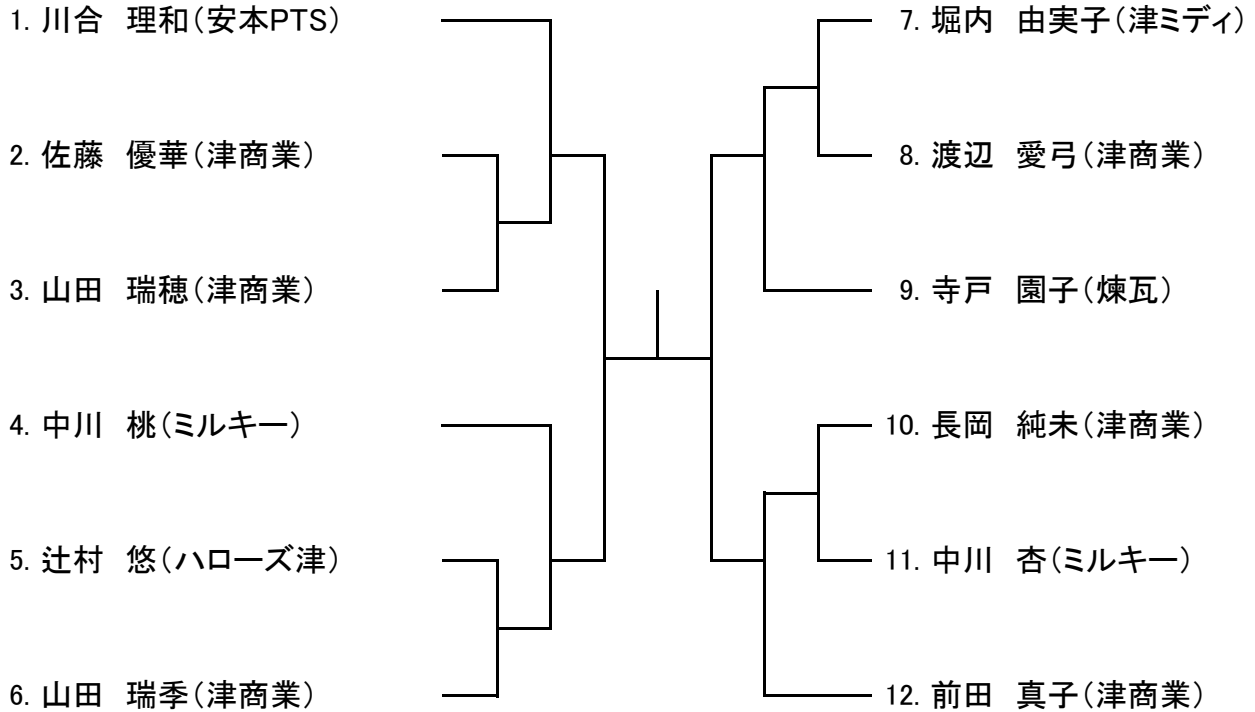 1. 川合　理和(安本PTS)
2. 佐藤　優華(津商業)
3. 山田　瑞穂(津商業)
4. 中川　桃(ミルキー)
5. 辻村　悠(ハローズ津)
6. 山田　瑞季(津商業)
7. 堀内　由実子(津ミディ)
8. 渡辺　愛弓(津商業)
9. 寺戸　園子(煉瓦)
10. 長岡　純未(津商業)
11. 中川　杏(ミルキー)
12. 前田　真子(津商業)